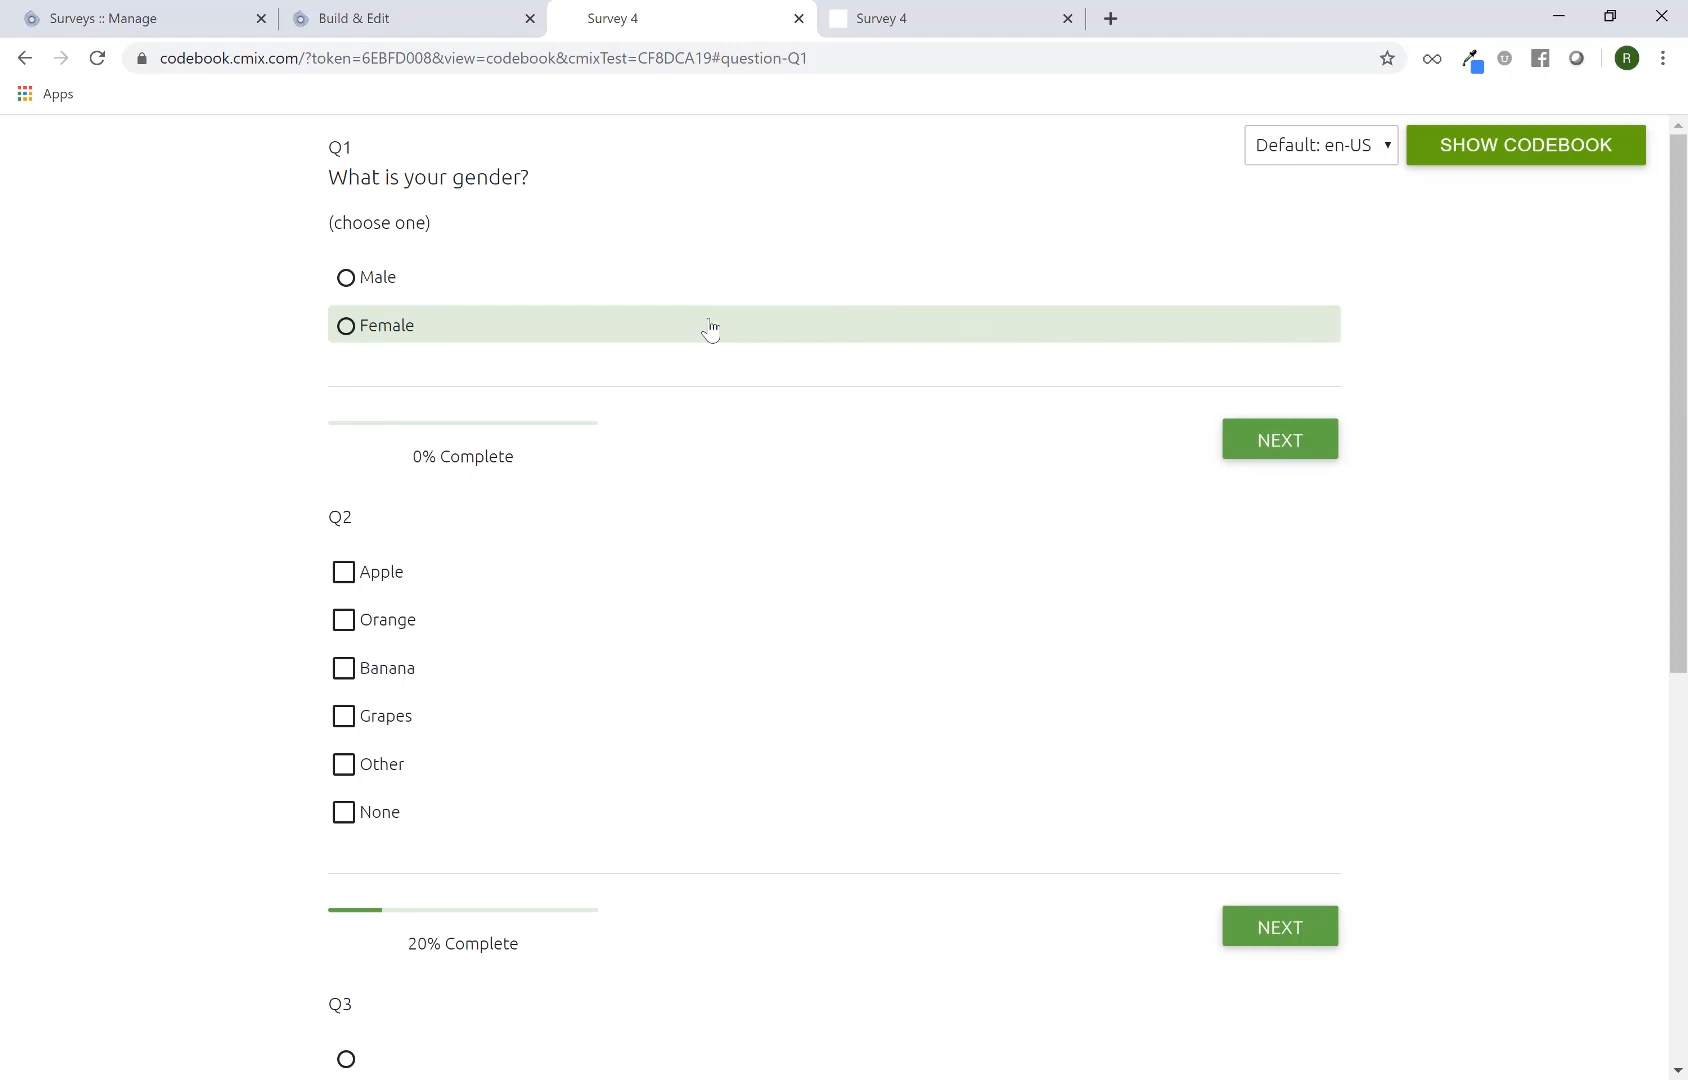 Surveys :: Manage
Build & Edit
Survey 4
Survey 4
codebook.cmix.com/?token=6EBFD008&view=codebook&cmixTest=CF8DCA19#question-Q1
R
Apps
Default: en-US
SHOW CODEBOOK
Q1
What is your gender?
(choose one)
Male
Female
0% Complete
NEXT
Q2
Apple
Orange
Banana
Grapes
Other
None
20% Complete
NEXT
Q3